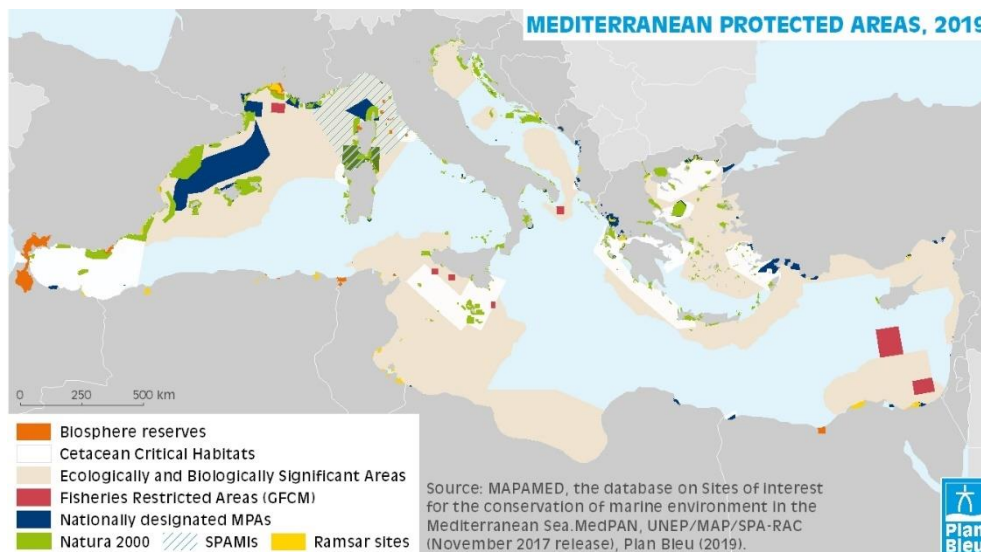 MEDITERRANEAN PROTECTED AREAS, 2019
0 250 500 km
Biosphere reserves
Cetacean Critical Habitats
Ecologically and Biologically Significant Areas
Fisheries Restricted Areas (GFCM)
Nationally designated MPAs
Natura 2000 SPAMIs Ramsar sites
Source: MAPAMED, the database on Sites of interest
for the conservation of marine environment in the
Mediterranean Sea.MedPAN, UNEP/MAP/SPA-RAC
(November 2017 release), Plan Bleu (2019).
Plan
Bleu